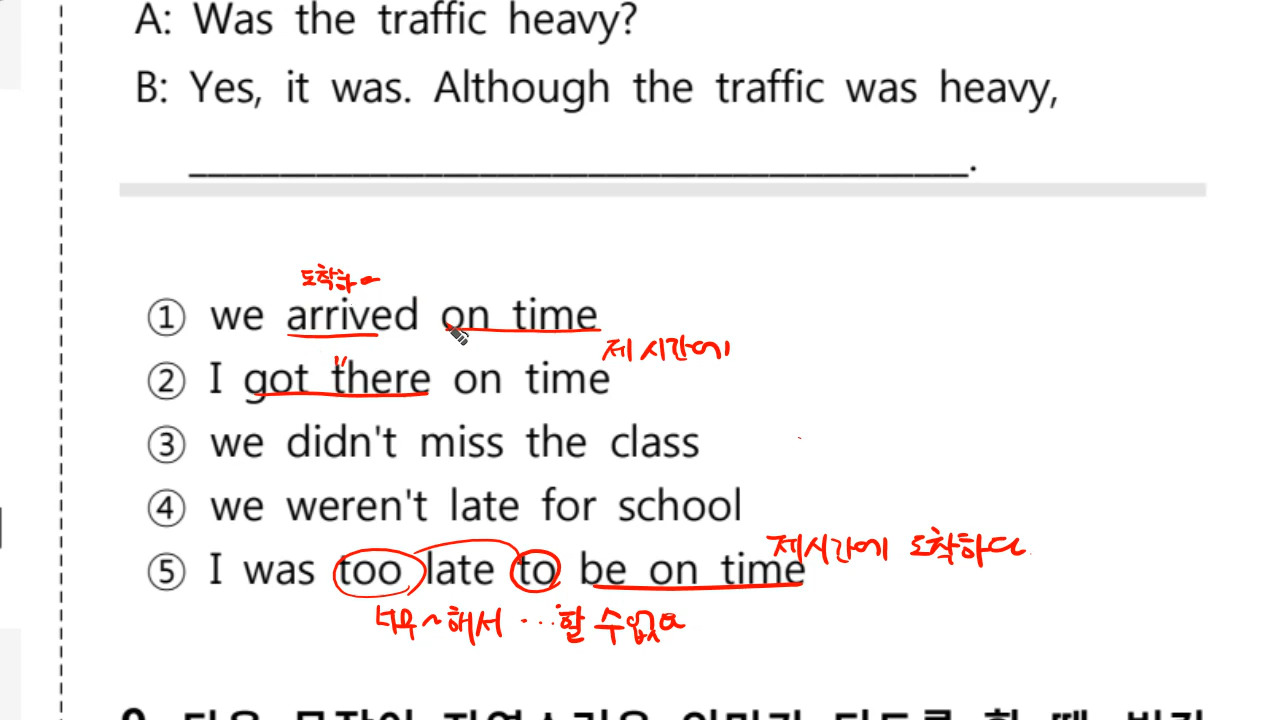 A: Was the traffic heavy?
B: Yes, it was. Although the traffic was heavy,
____________________________________.
도착하
① we arrived on time
제 시간에
② I got there on time
③ we didn't miss the class
④ we weren't late for school
제시간에 도착하다
⑤ I was too late to be on time
너무~해서 ...할 수 없다